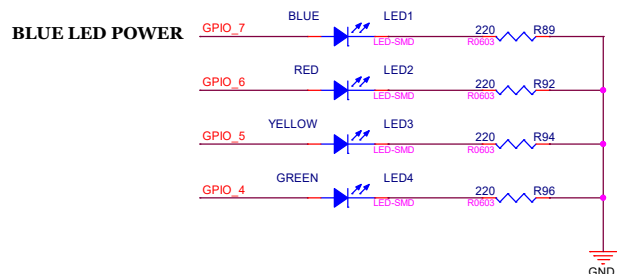 BLUE LED1
BLUE LED POWER GPIO_7 220 R89
LED-SMD R0603
RED LED2
GPIO_6 220 R92
LED-SMD R0603
YELLOW LED3
GPIO_5 220 R94
LED-SMD R0603
GREEN LED4
GPIO_4 220 R96
LED-SMD R0603
GND